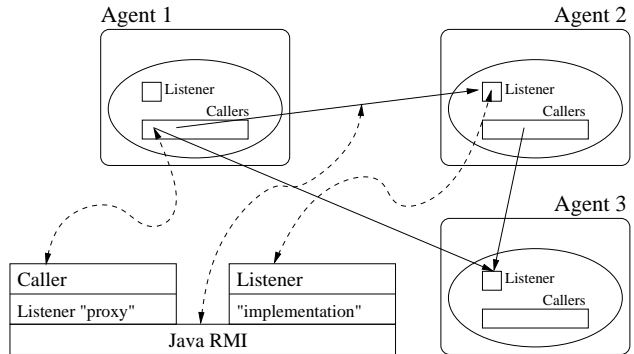 Agent 1
Agent 2
Listener
Callers
Listener
Callers
Agent 3
Listener
Callers
Caller
Listener "proxy"
Listener
"implementation"
Java RMI